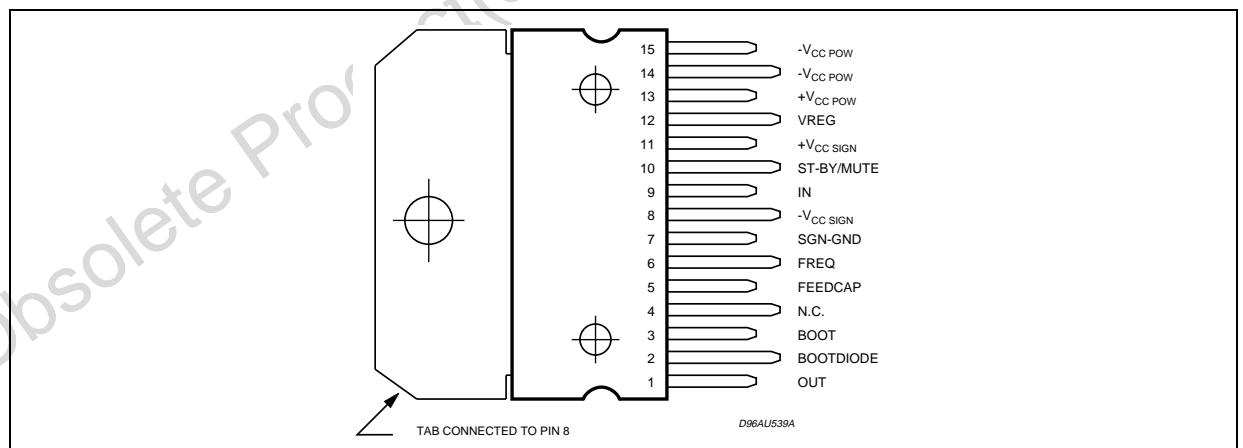 15 -VCC POW
14 -VCC POW
13 +VCC POW
12 VREG
11 +VCC SIGN
10 ST-BY/MUTE
9 IN
8 -VCC SIGN
7 SGN-GND
6 FREQ
5 FEEDCAP
4 N.C.
3 BOOT
2 BOOTDIODE
1 OUT
TAB CONNECTED TO PIN 8
D96AU539A
Obsolete